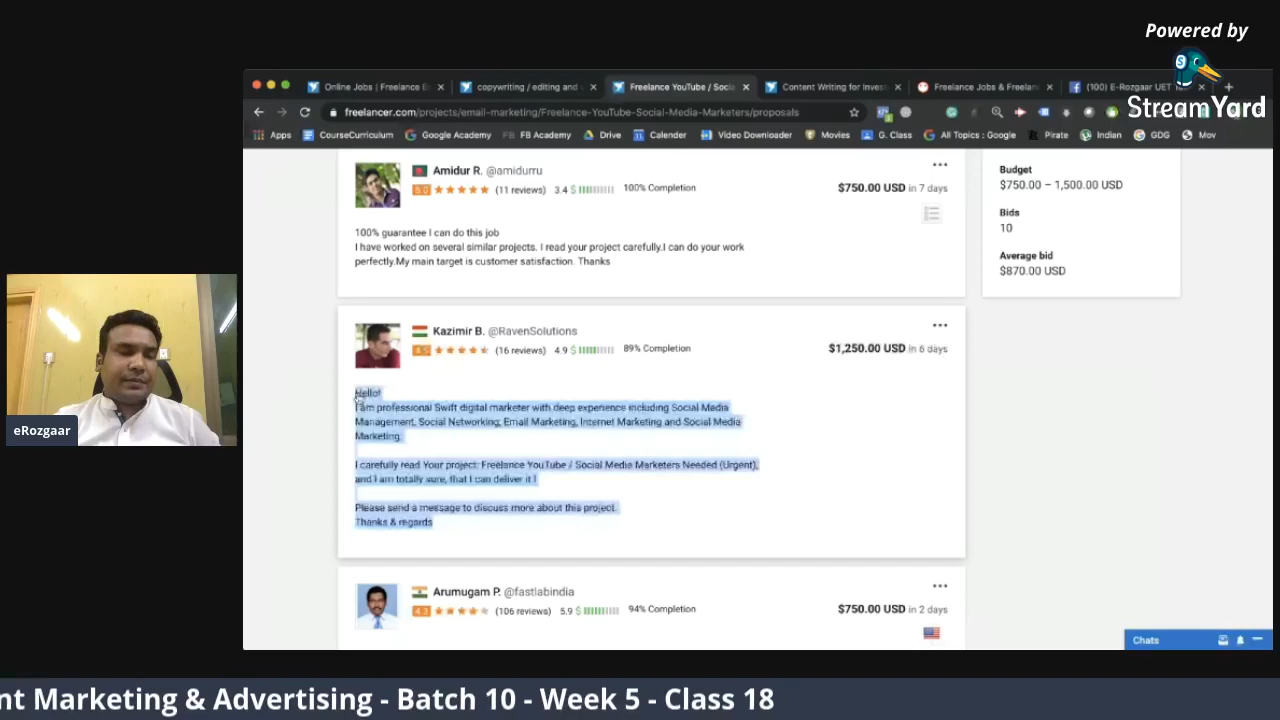 Powered by
StreamYard
Online Jobs | Freelance E
copywriting / editing and
Freelance YouTube / Socia
Content Writing for Inves
Freelance Jobs & Freelan
(100) E-Rozgaar UET
freelancer.com/projects/email-marketing/Freelance-YouTube-Social-Media-Marketers/proposals
Apps CourseCurriculum Google Academy FB FB Academy Drive Calender Video Downloader Movies G. Class All Topics : Google Pirate Indian GDG Mov
Amidur R. @amidurru
5.0 (11 reviews) 3.4 $ 100% Completion
$750.00 USD in 7 days
100% guarantee I can do this job
I have worked on several similar projects. I read your project carefully.I can do your work
perfectly.My main target is customer satisfaction. Thanks
Budget
$750.00 – 1,500.00 USD
Bids
10
Average bid
$870.00 USD
Kazimir B. @RavenSolutions
4.5 (16 reviews) 4.9 $ 89% Completion
$1,250.00 USD in 6 days
Hello!
I am professional Swift digital marketer with deep experience including Social Media
Management, Social Networking, Email Marketing, Internet Marketing and Social Media
Marketing.
I carefully read Your project: Freelance YouTube / Social Media Marketers Needed (Urgent),
and I am totally sure, that I can deliver it !
Please send a message to discuss more about this project.
Thanks & regards
Arumugam P. @fastlabindia
4.3 (106 reviews) 5.9 $ 94% Completion
$750.00 USD in 2 days
Chats
eRozgaar
nt Marketing & Advertising - Batch 10 - Week 5 - Class 18